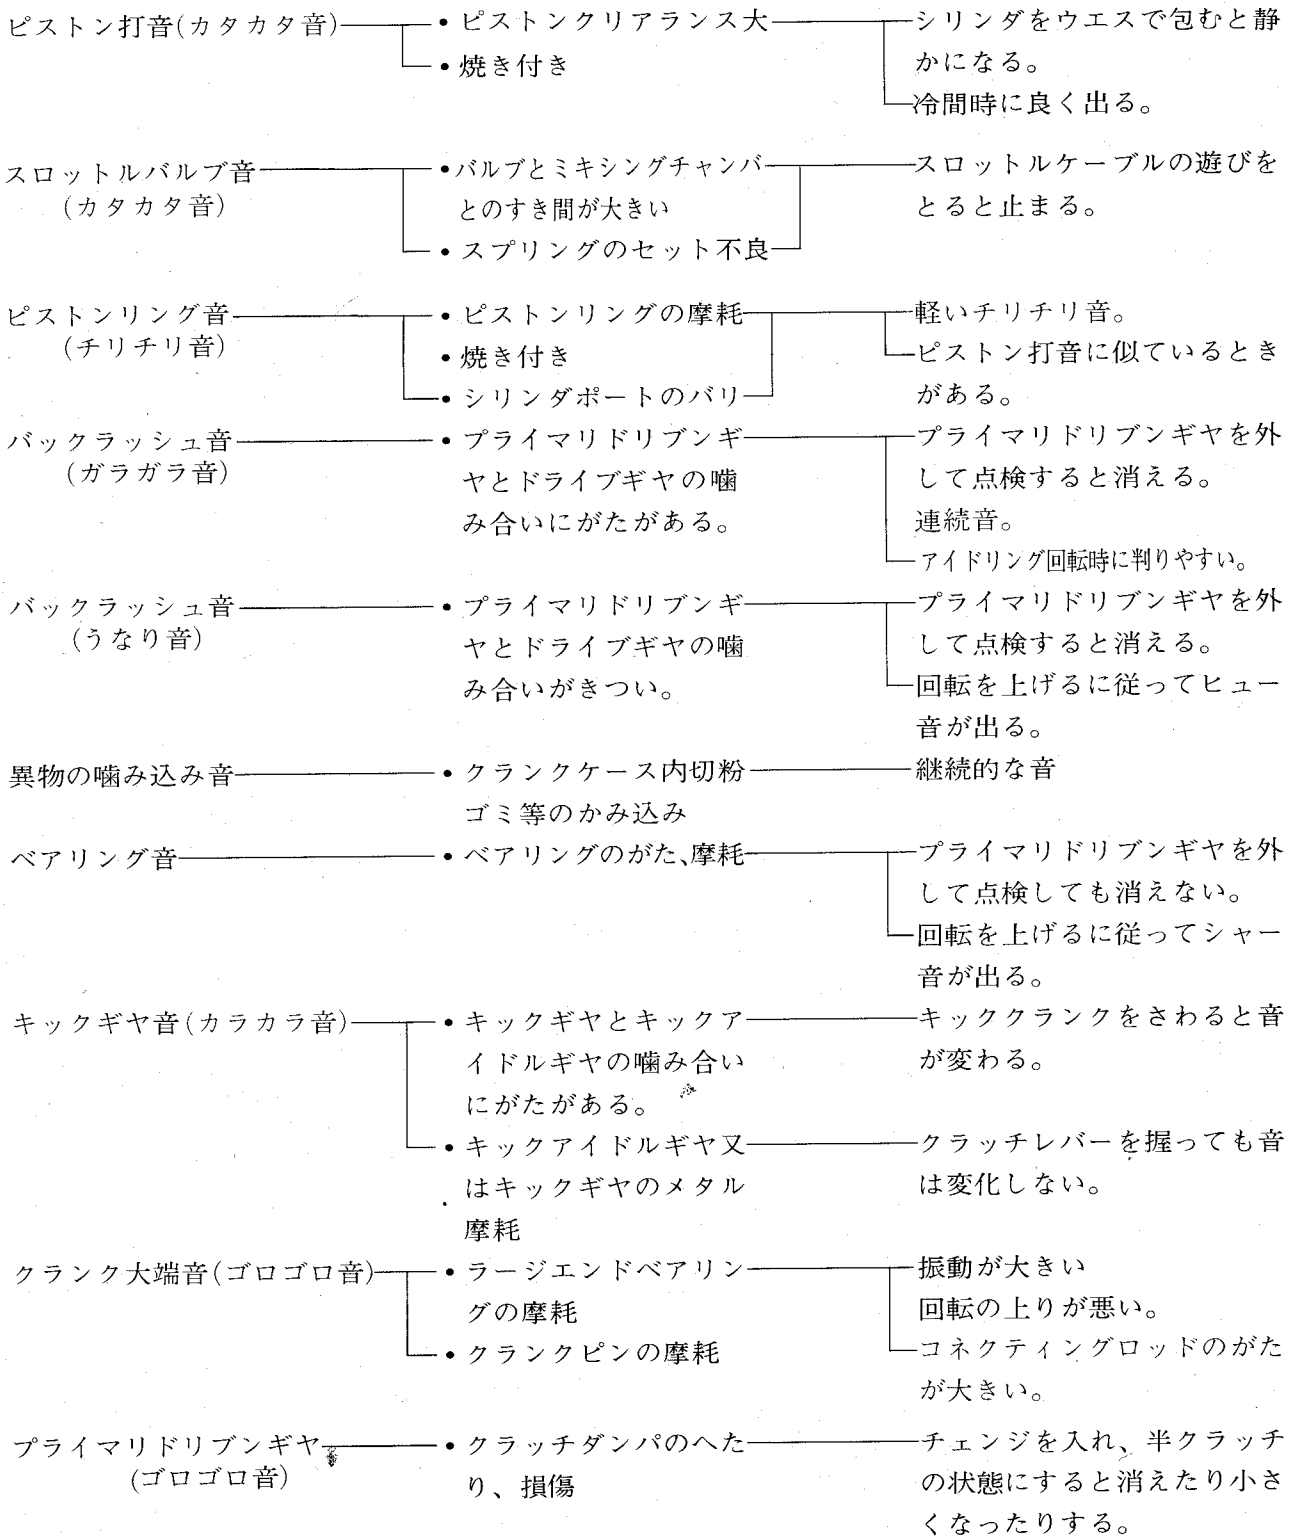 ピストン打音(カタカタ音)
• ピストンクリアランス大
• 焼き付き
シリンダをウエスで包むと静
かになる。
冷間時に良く出る。
スロットルバルブ音
(カタカタ音)
• バルブとミキシングチャンバ
とのすき間が大きい
• スプリングのセット不良
スロットルケーブルの遊びを
とると止まる。
ピストンリング音
(チリチリ音)
• ピストンリングの摩耗
• 焼き付き
• シリンダポートのバリ
軽いチリチリ音。
ピストン打音に似ているとき
がある。
バックラッシュ音
(ガラガラ音)
• プライマリドリブンギ
ヤとドライブギヤの噛
み合いにがたがある。
プライマリドリブンギヤを外
して点検すると消える。
連続音。
アイドリング回転時に判りやすい。
バックラッシュ音
(うなり音)
• プライマリドリブンギ
ヤとドライブギヤの噛
み合いがきつい。
プライマリドリブンギヤを外
して点検すると消える。
回転を上げるに従ってヒュー
音が出る。
異物の噛み込み音
• クランクケース内切粉
ゴミ等のかみ込み
継続的な音
ベアリング音
• ベアリングのがた、摩耗
プライマリドリブンギヤを外
して点検しても消えない。
回転を上げるに従ってシャー
音が出る。
キックギヤ音(カラカラ音)
• キックギヤとキックア
イドルギヤの噛み合い
にがたがある。
• キックアイドルギヤ又
はキックギヤのメタル
摩耗
キッククランクをさわると音
が変わる。
クラッチレバーを握っても音
は変化しない。
クランク大端音(ゴロゴロ音)
• ラージエンドベアリン
グの摩耗
• クランクピンの摩耗
振動が大きい
回転の上りが悪い。
コネクティングロッドのがた
が大きい。
プライマリドリブンギヤ
(ゴロゴロ音)
• クラッチダンパのへた
り、損傷
チェンジを入れ、半クラッチ
の状態にすると消えたり小さ
くなったりする。